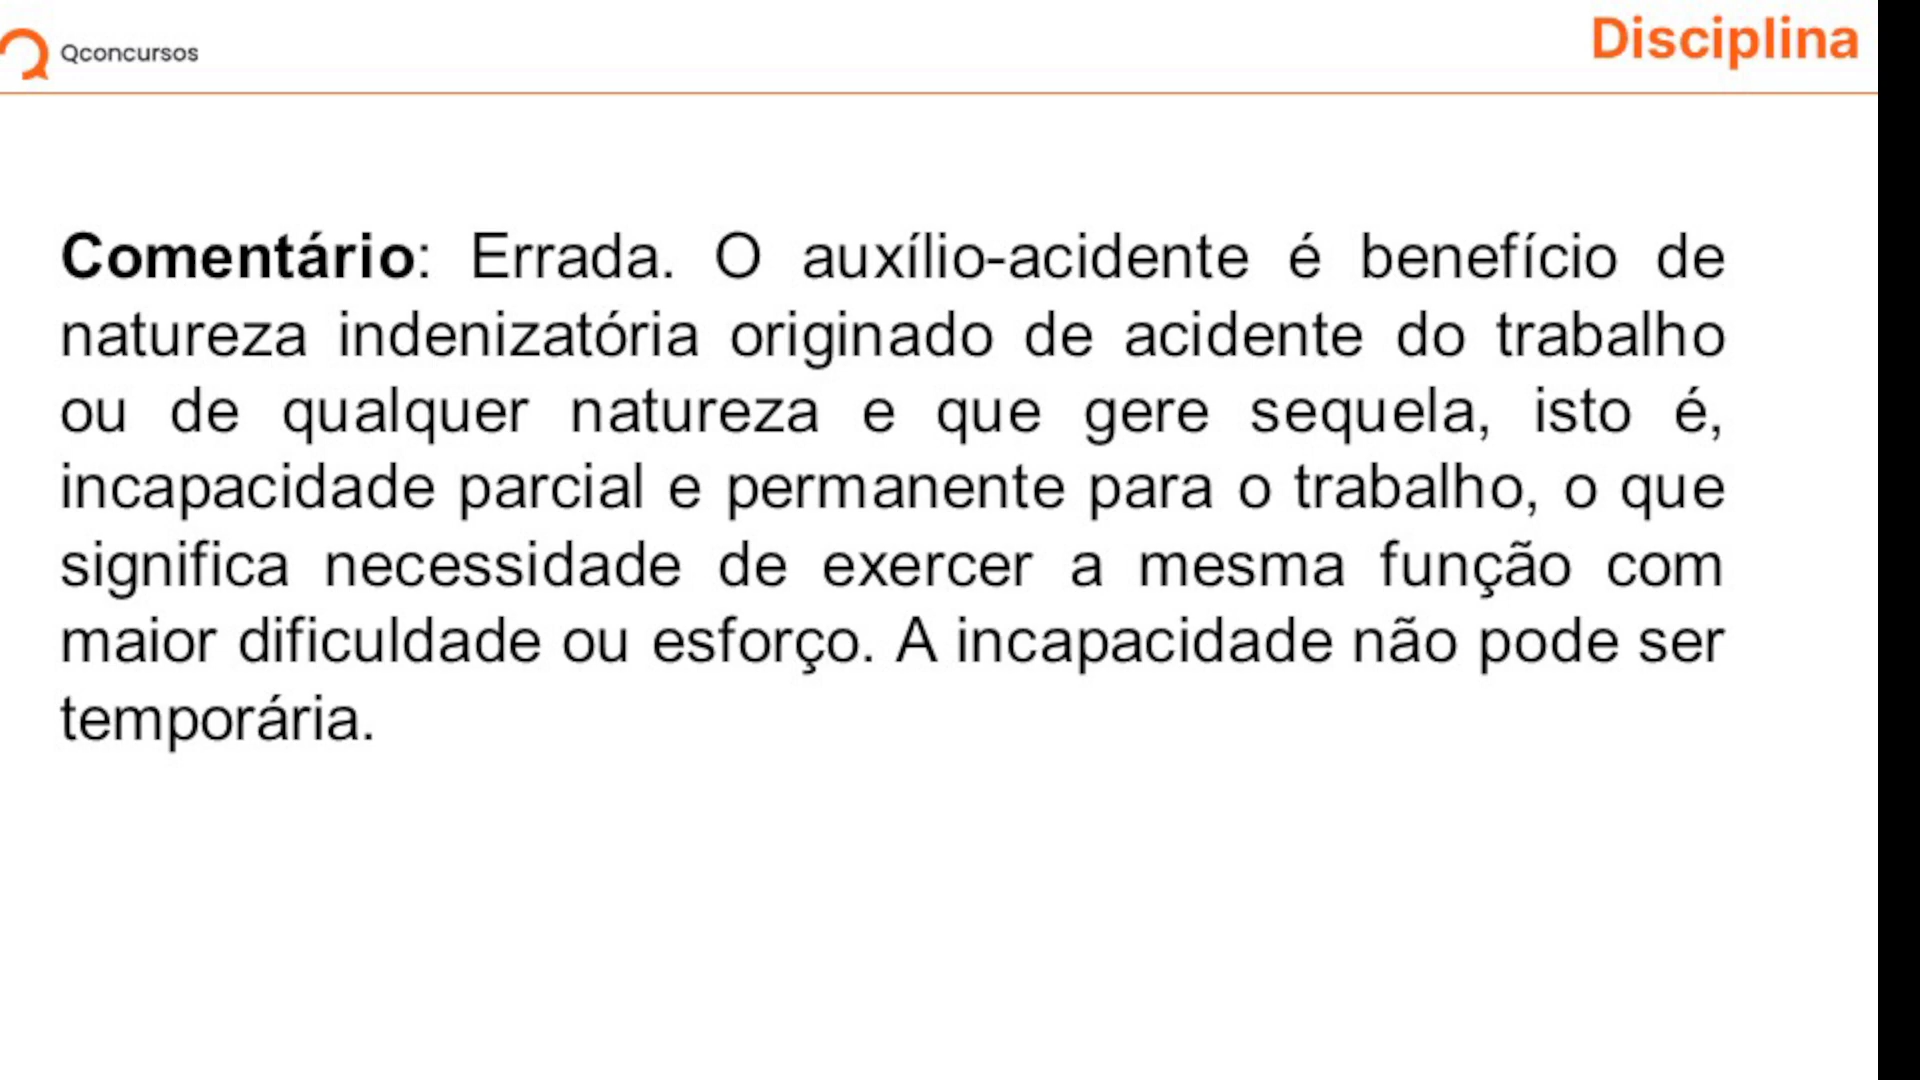 Qconcursos
Disciplina
Comentário: Errada. O auxílio-acidente é benefício de
natureza indenizatória originado de acidente do trabalho
ou de qualquer natureza e que gere sequela, isto é,
incapacidade parcial e permanente para o trabalho, o que
significa necessidade de exercer a mesma função com
maior dificuldade ou esforço. A incapacidade não pode ser
temporária.